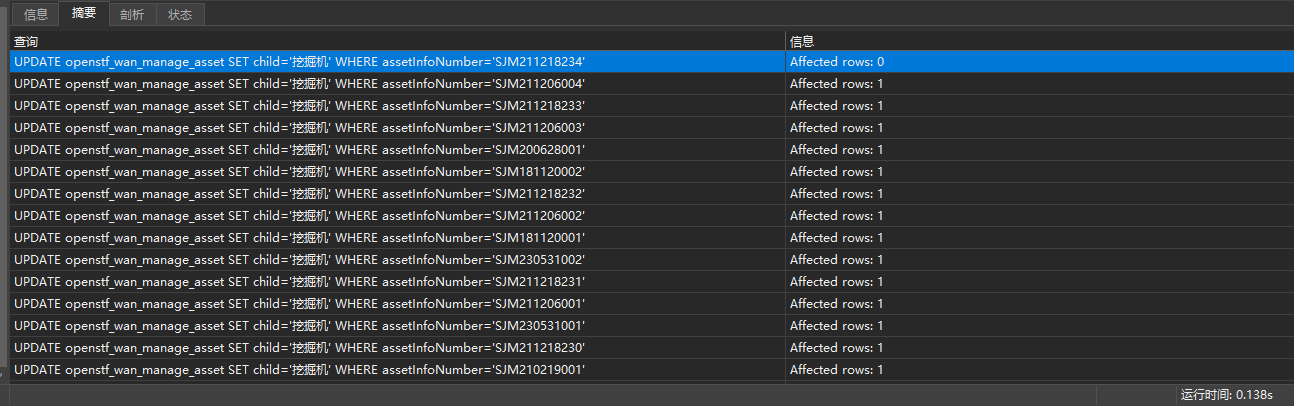 信息 摘要 剖析 状态
查询 信息
UPDATE openstf_wan_manage_asset SET child='挖掘机' WHERE assetInfoNumber='SJM211218234' Affected rows: 0
UPDATE openstf_wan_manage_asset SET child='挖掘机' WHERE assetInfoNumber='SJM211206004' Affected rows: 1
UPDATE openstf_wan_manage_asset SET child='挖掘机' WHERE assetInfoNumber='SJM211218233' Affected rows: 1
UPDATE openstf_wan_manage_asset SET child='挖掘机' WHERE assetInfoNumber='SJM211206003' Affected rows: 1
UPDATE openstf_wan_manage_asset SET child='挖掘机' WHERE assetInfoNumber='SJM200628001' Affected rows: 1
UPDATE openstf_wan_manage_asset SET child='挖掘机' WHERE assetInfoNumber='SJM181120002' Affected rows: 1
UPDATE openstf_wan_manage_asset SET child='挖掘机' WHERE assetInfoNumber='SJM211218232' Affected rows: 1
UPDATE openstf_wan_manage_asset SET child='挖掘机' WHERE assetInfoNumber='SJM211206002' Affected rows: 1
UPDATE openstf_wan_manage_asset SET child='挖掘机' WHERE assetInfoNumber='SJM181120001' Affected rows: 1
UPDATE openstf_wan_manage_asset SET child='挖掘机' WHERE assetInfoNumber='SJM230531002' Affected rows: 1
UPDATE openstf_wan_manage_asset SET child='挖掘机' WHERE assetInfoNumber='SJM211218231' Affected rows: 1
UPDATE openstf_wan_manage_asset SET child='挖掘机' WHERE assetInfoNumber='SJM211206001' Affected rows: 1
UPDATE openstf_wan_manage_asset SET child='挖掘机' WHERE assetInfoNumber='SJM230531001' Affected rows: 1
UPDATE openstf_wan_manage_asset SET child='挖掘机' WHERE assetInfoNumber='SJM211218230' Affected rows: 1
UPDATE openstf_wan_manage_asset SET child='挖掘机' WHERE assetInfoNumber='SJM210219001' Affected rows: 1
运行时间: 0.138s